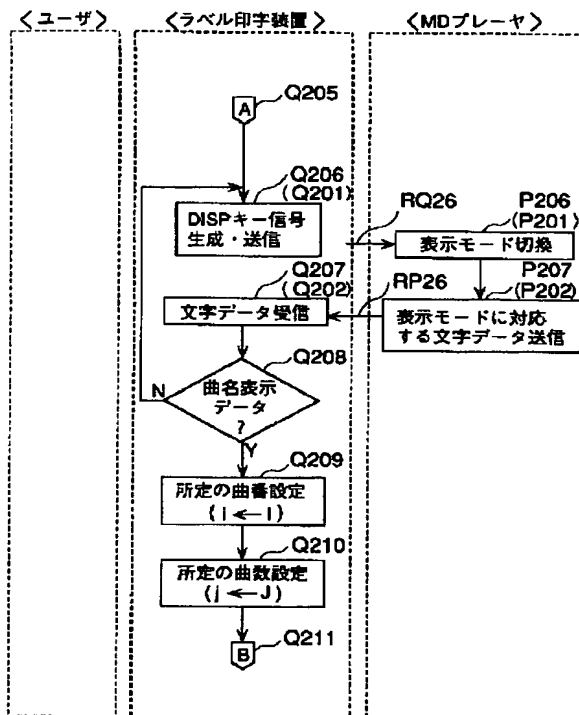 <ユーザ>
<ラベル印字装置>
<MDプレーヤ>
A
Q205
Q206
(Q201)
DISPキー信号
生成・送信
RQ26
P206
(P201)
表示モード切換
Q207
(Q202)
文字データ受信
RP26
P207
(P202)
表示モードに対応
する文字データ送信
Q208
曲名表示
データ
?
N
Y
Q209
所定の曲番設定
(i←I)
Q210
所定の曲数設定
(j←J)
B
Q211